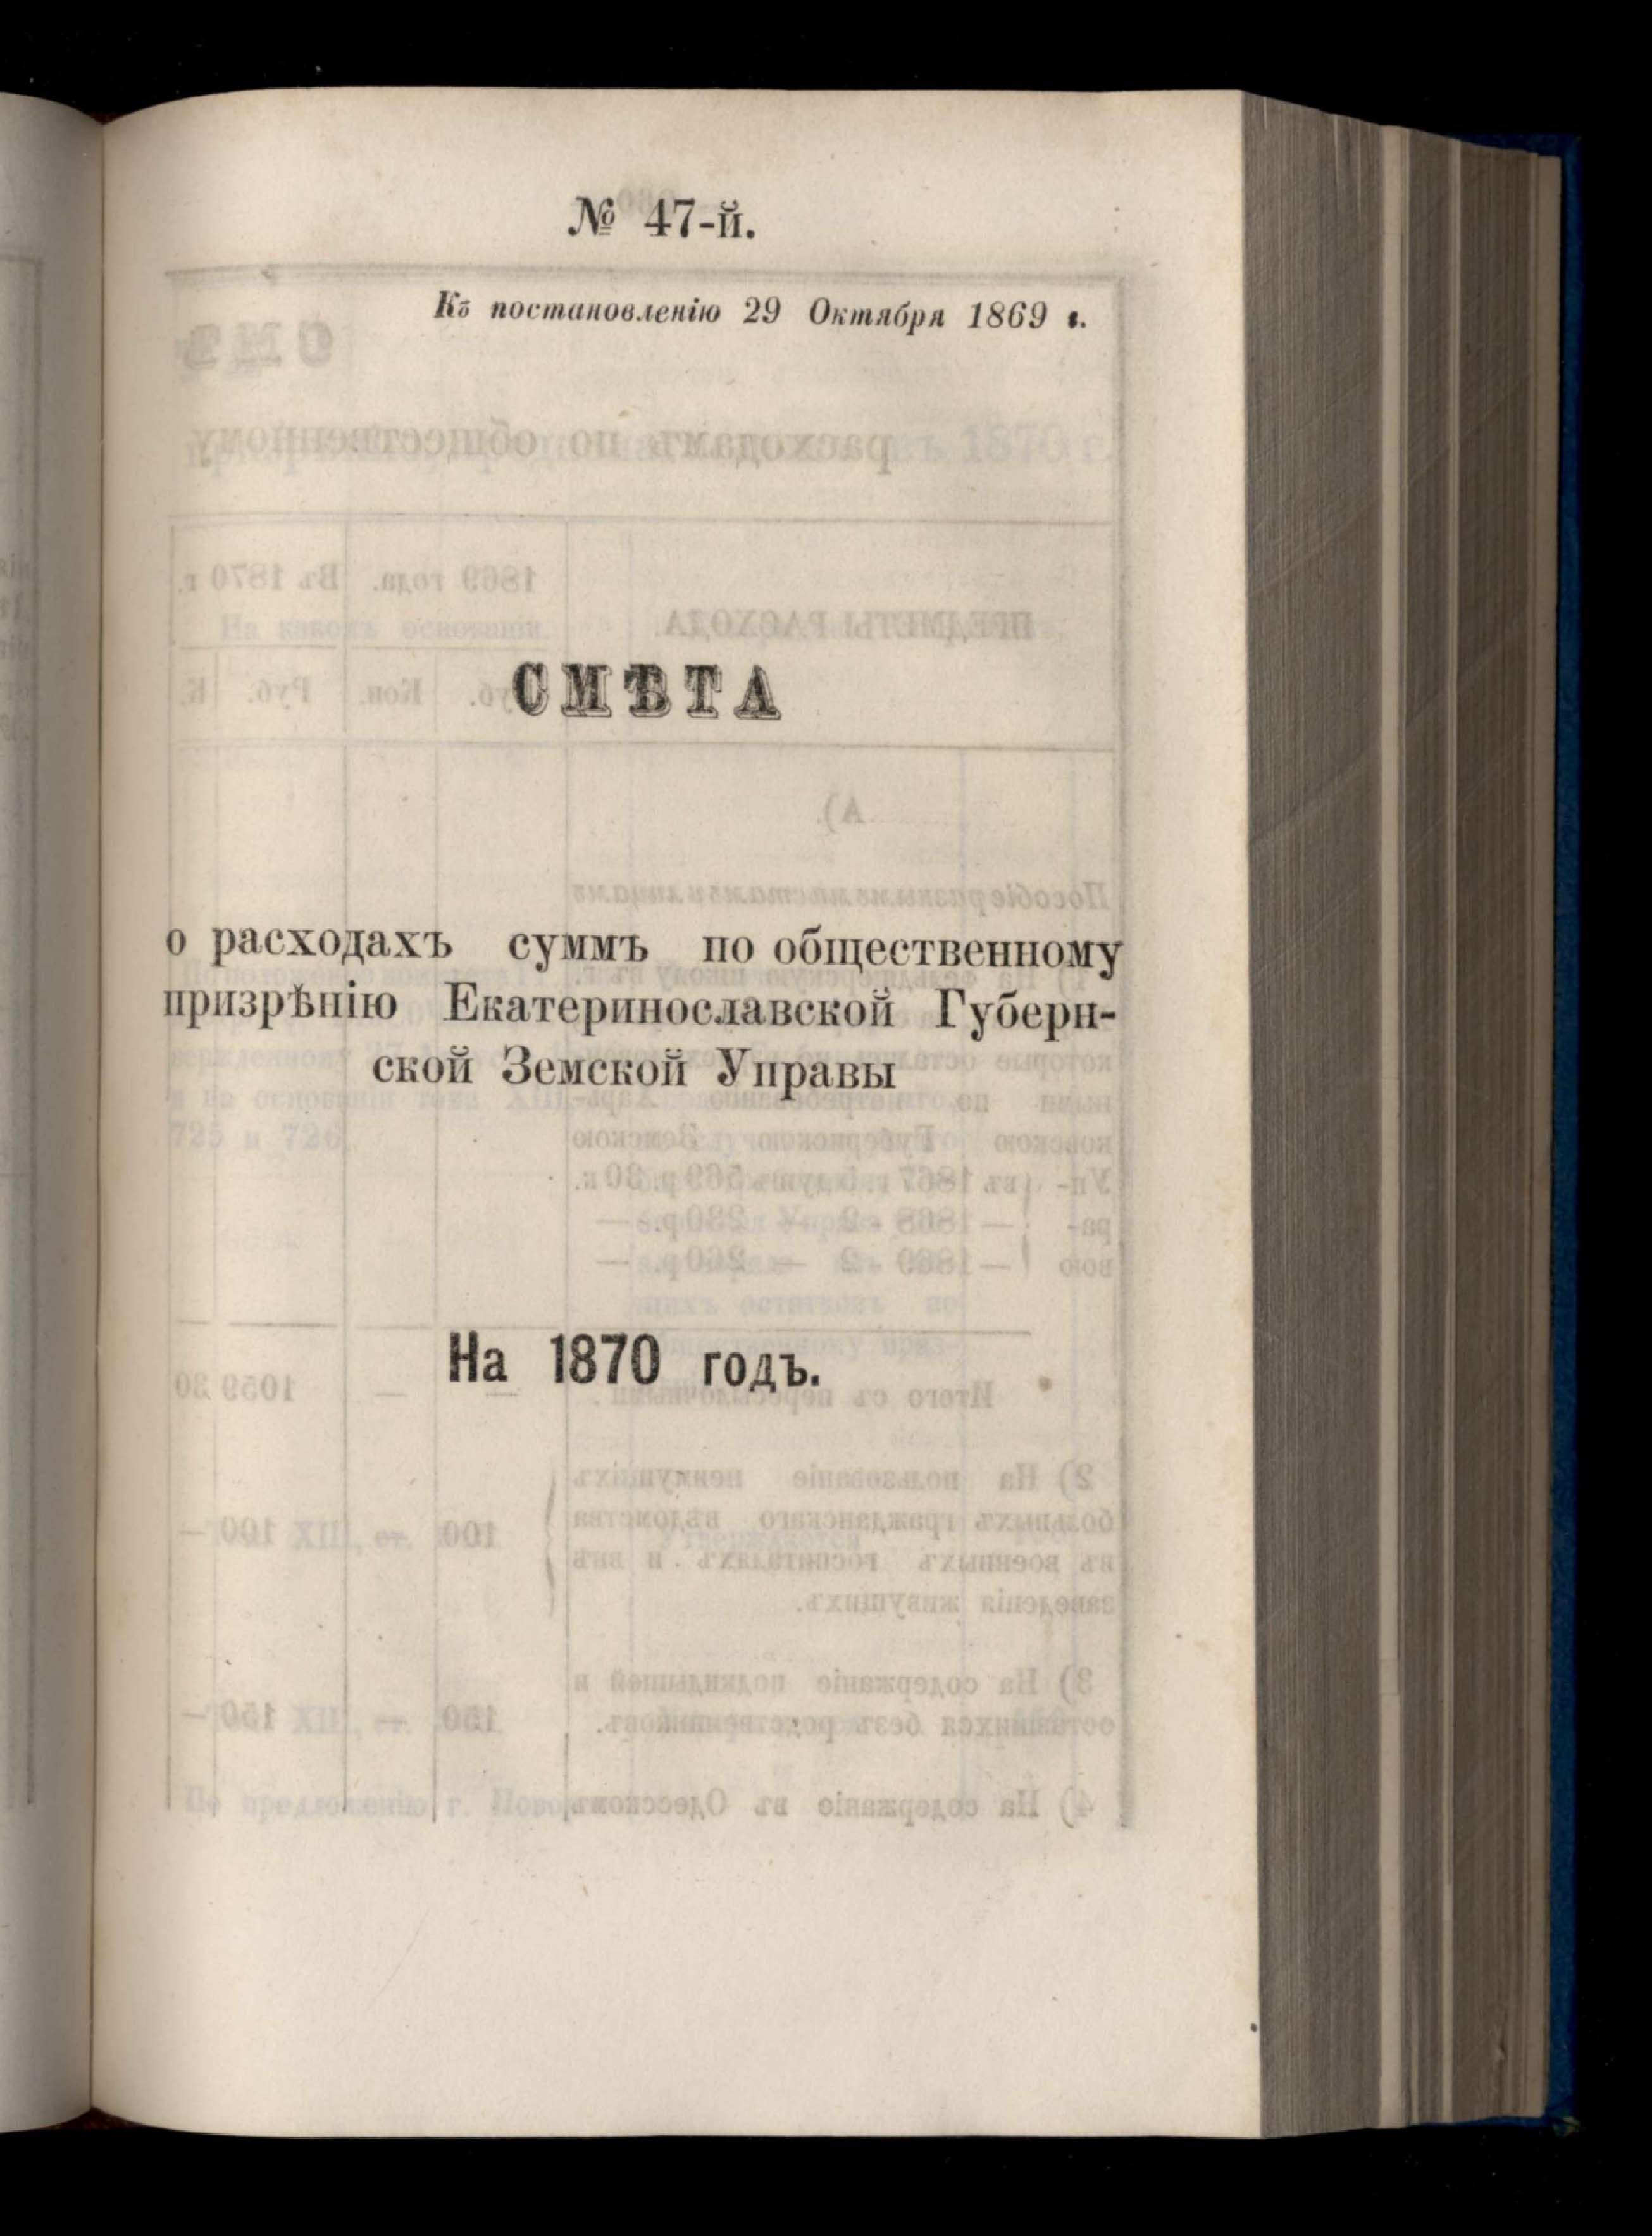 № 47-й.
Къ постановленію 29 Октября 1869 г.
СМѢТА
о расходахъ суммъ по общественному
призрѣнію Екатеринославской Губерн-
ской Земской Управы
На 1870 годъ.